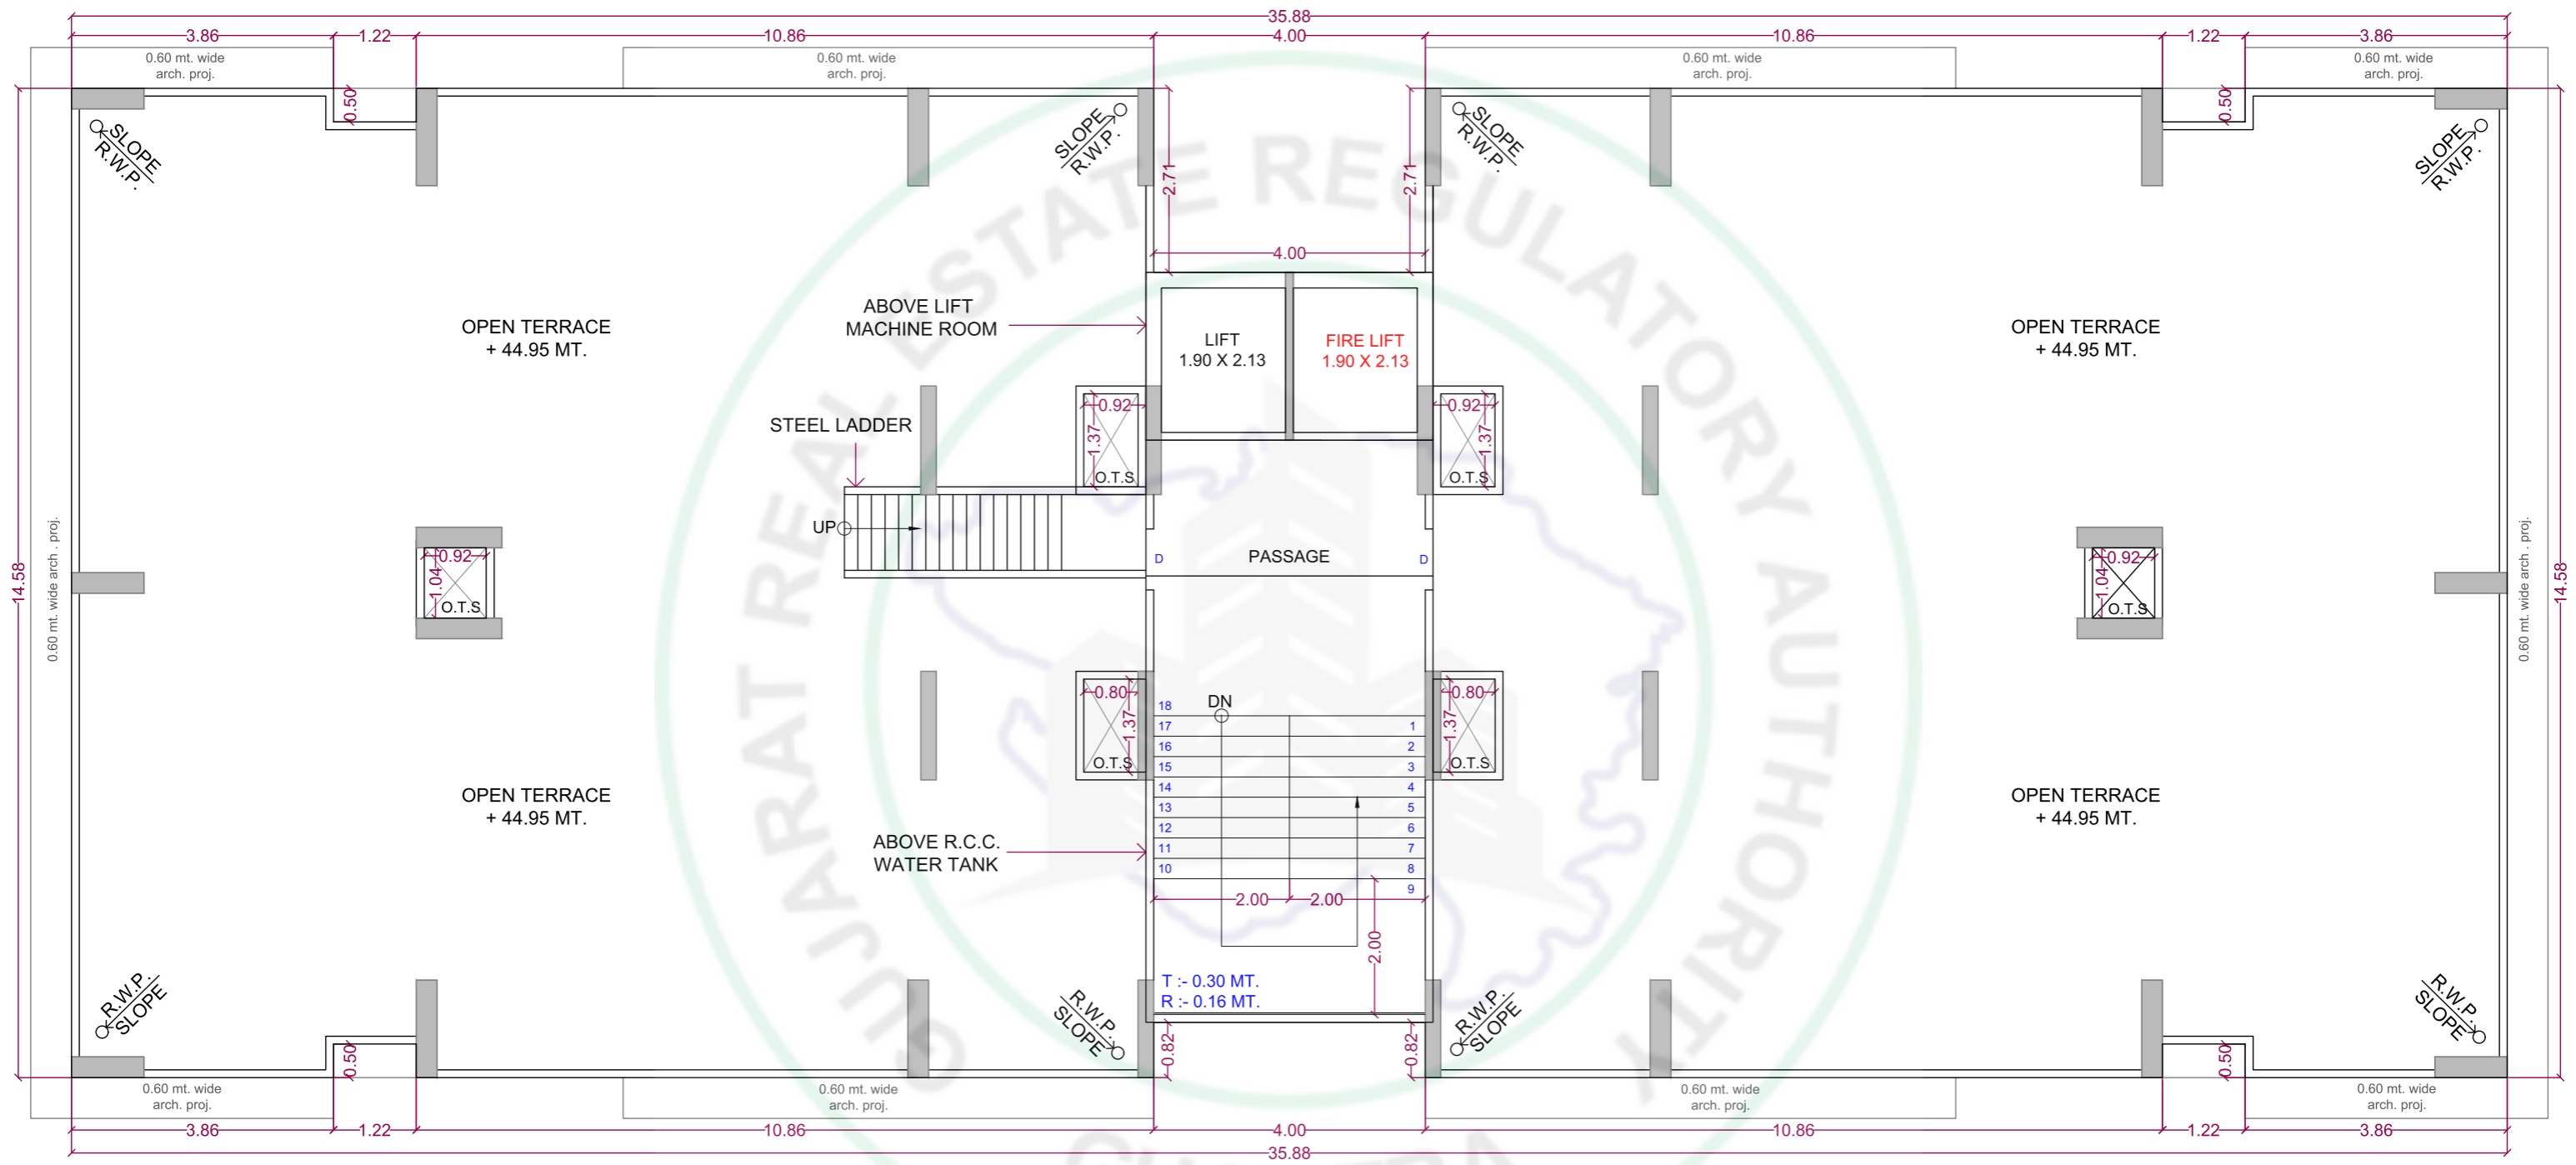 35.88
3.86 1.22 10.86 4.00 10.86 1.22 3.86
0.60 mt. wide
arch. proj.
0.60 mt. wide
arch. proj.
0.60 mt. wide
arch. proj.
0.60 mt. wide
arch. proj.
0.50
0.50
SLOPE
R.W.P.
SLOPE
R.W.P.
SLOPE
R.W.P.
SLOPE
R.W.P.
2.71
2.71
4.00
GUJARAT REAL ESTATE REGULATORY AUTHORITY
OPEN TERRACE
+ 44.95 MT.
ABOVE LIFT
MACHINE ROOM
LIFT
1.90 X 2.13
FIRE LIFT
1.90 X 2.13
OPEN TERRACE
+ 44.95 MT.
STEEL LADDER
0.92
1.37
O.T.S
0.92
1.37
O.T.S
UP
D
PASSAGE
D
14.58
0.60 mt. wide arch . proj.
0.92
1.04
O.T.S
0.92
1.04
O.T.S
0.60 mt. wide arch . proj.
14.58
0.80
1.37
O.T.S
0.80
1.37
O.T.S
DN
18
17 1
16 2
15 3
14 4
13 5
12 6
11 7
10 8
9
2.00 2.00
2.00
OPEN TERRACE
+ 44.95 MT.
ABOVE R.C.C.
WATER TANK
OPEN TERRACE
+ 44.95 MT.
T :- 0.30 MT.
R :- 0.16 MT.
R.W.P.
SLOPE
R.W.P.
SLOPE
R.W.P.
SLOPE
R.W.P.
SLOPE
0.50
0.82
0.82
0.50
0.60 mt. wide
arch. proj.
0.60 mt. wide
arch. proj.
0.60 mt. wide
arch. proj.
0.60 mt. wide
arch. proj.
3.86 1.22 10.86 4.00 10.86 1.22 3.86
35.88